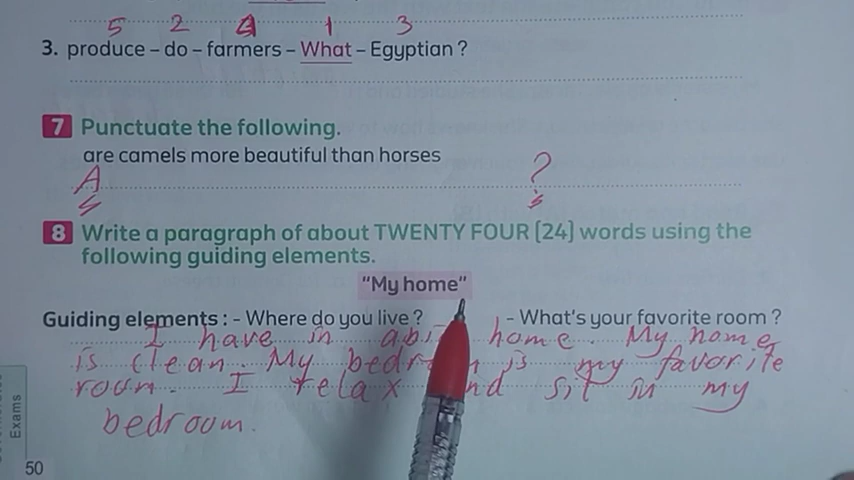 5 2 4 1 3
3. produce – do – farmers – What – Egyptian ?
7 Punctuate the following.
are camels more beautiful than horses
A ?
8 Write a paragraph of about TWENTY FOUR (24) words using the
following guiding elements.
"My home"
Guiding elements : - Where do you live ? - What's your favorite room ?
I have in home. My home
is clean. My is my favorite
room. I relax sit in my
bedroom.
Exams
50